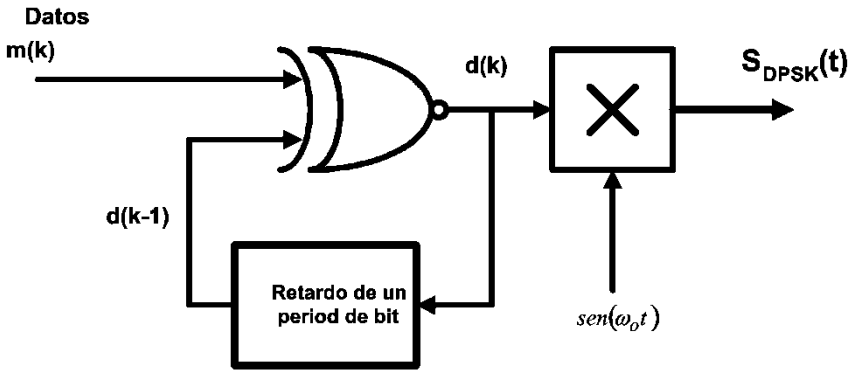 Datos
m(k)
d(k)
S_DPSK(t)
d(k-1)
Retardo de un
period de bit
sen(ω_o t)